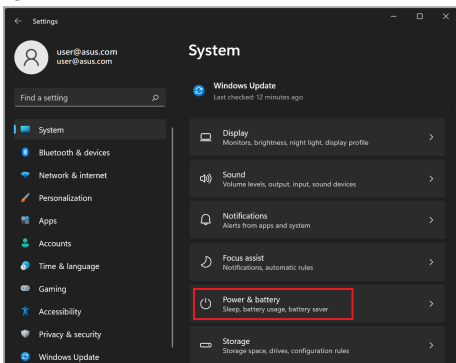 Settings
user@asus.com
user@asus.com
Find a setting
System
Bluetooth & devices
Network & internet
Personalization
Apps
Accounts
Time & language
Gaming
Accessibility
Privacy & security
Windows Update
System
Windows Update
Last checked: 12 minutes ago
Display
Monitors, brightness, night light, display profile
Sound
Volume levels, output, input, sound devices
Notifications
Alerts from apps and system
Focus assist
Notifications, automatic rules
Power & battery
Sleep, battery usage, battery saver
Storage
Storage space, drives, configuration rules